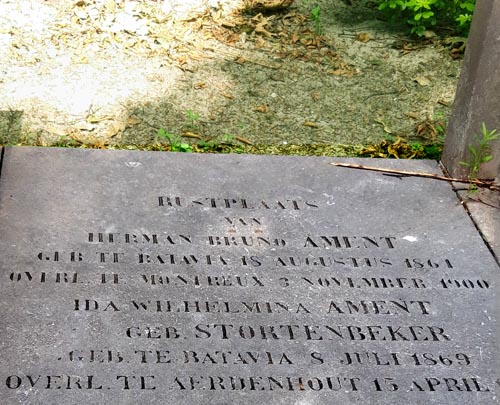 RUSTPLAATS
VAN
HERMAN BRUNO AMENT
GEB. TE BATAVIA 18 AUGUSTUS 1864
OVERL. TE MONTREUX 3 NOVEMBER 1900
IDA WILHELMINA AMENT
GEB. STORTENBEKER
GEB. TE BATAVIA 8 JULI 1869
OVERL. TE AERDENHOUT 15 APRIL